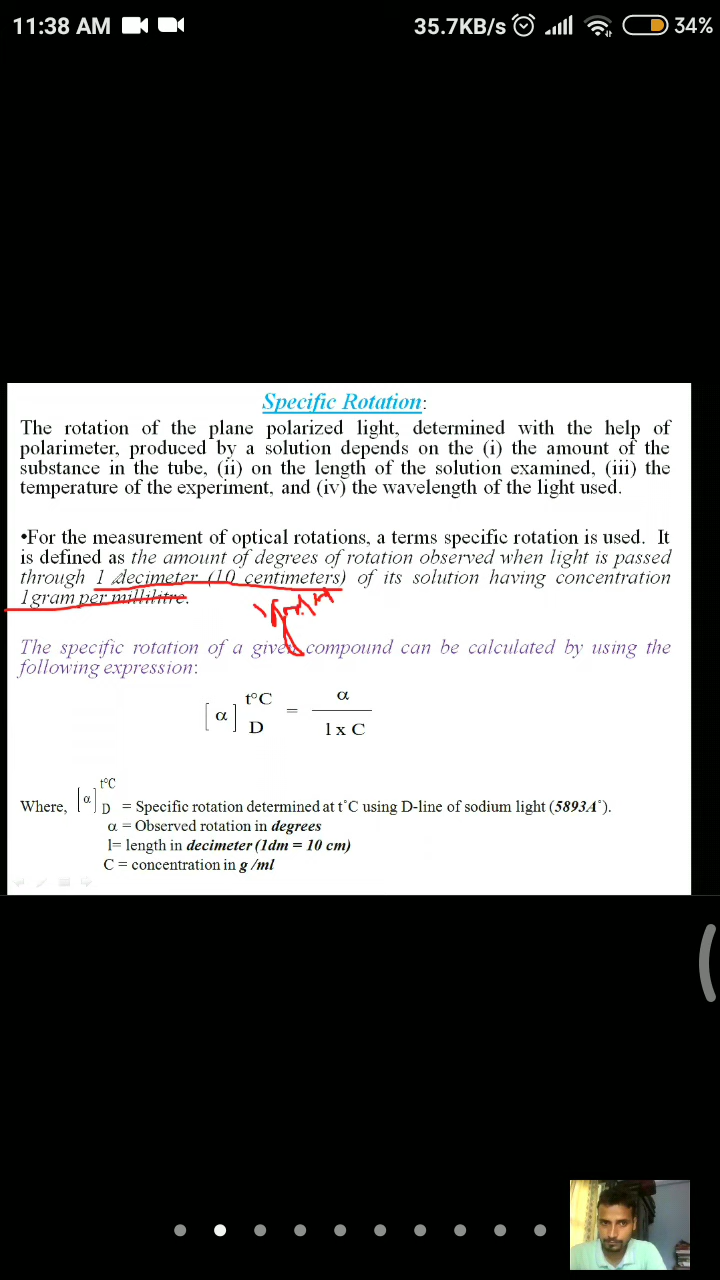 11:38 AM 35.7KB/s 34%
Specific Rotation:
The rotation of the plane polarized light, determined with the help of
polarimeter, produced by a solution depends on the (i) the amount of the
substance in the tube, (ii) on the length of the solution examined, (iii) the
temperature of the experiment, and (iv) the wavelength of the light used.
•For the measurement of optical rotations, a terms specific rotation is used. It
is defined as the amount of degrees of rotation observed when light is passed
through 1 decimeter (10 centimeters) of its solution having concentration
1gram per millilitre.
The specific rotation of a given compound can be calculated by using the
following expression:
[ α ] t°C D = α / l x C
Where, [α] t°C D = Specific rotation determined at t°C using D-line of sodium light (5893A°).
α = Observed rotation in degrees
l= length in decimeter (1dm = 10 cm)
C = concentration in g /ml